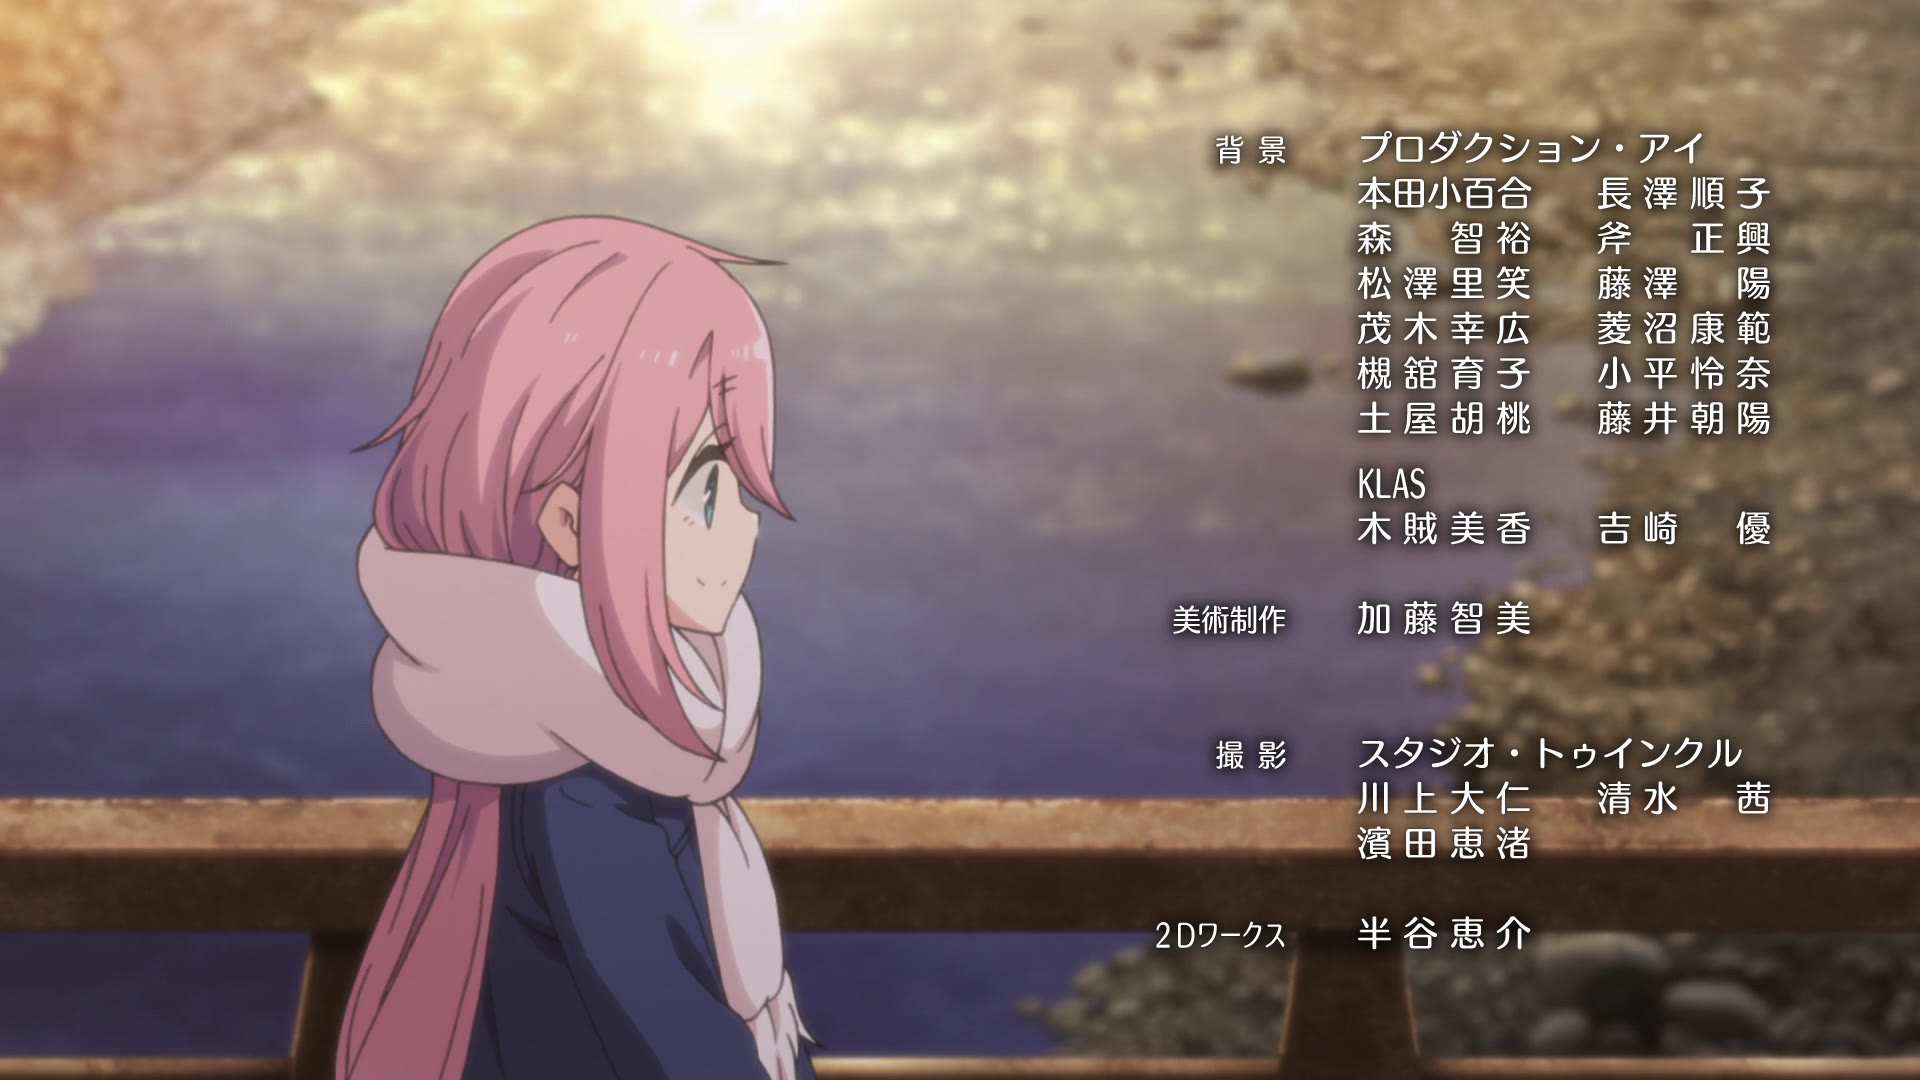 背景 プロダクション・アイ
本田小百合 長澤順子
森 智裕 斧 正興
松澤里笑 藤澤 陽
茂木幸広 菱沼康範
槻舘育子 小平怜奈
土屋胡桃 藤井朝陽
KLAS
木賊美香 吉崎 優
美術制作 加藤智美
撮影 スタジオ・トゥインクル
川上大仁 清水 茜
濱田恵渚
2Dワークス 半谷恵介